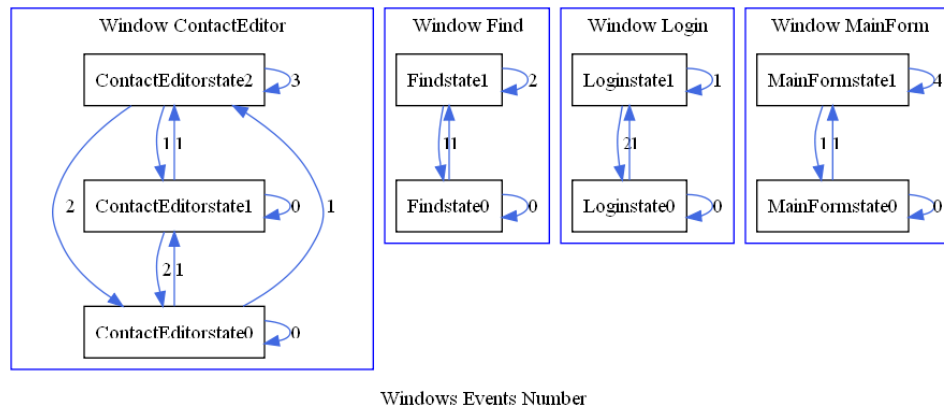 Window ContactEditor
ContactEditorstate2
3
1 1
2
ContactEditorstate1
0
1
2 1
ContactEditorstate0
0
Window Find
Findstate1
2
1 1
Findstate0
0
Window Login
Loginstate1
1
2 1
Loginstate0
0
Window MainForm
MainFormstate1
4
1 1
MainFormstate0
0
Windows Events Number